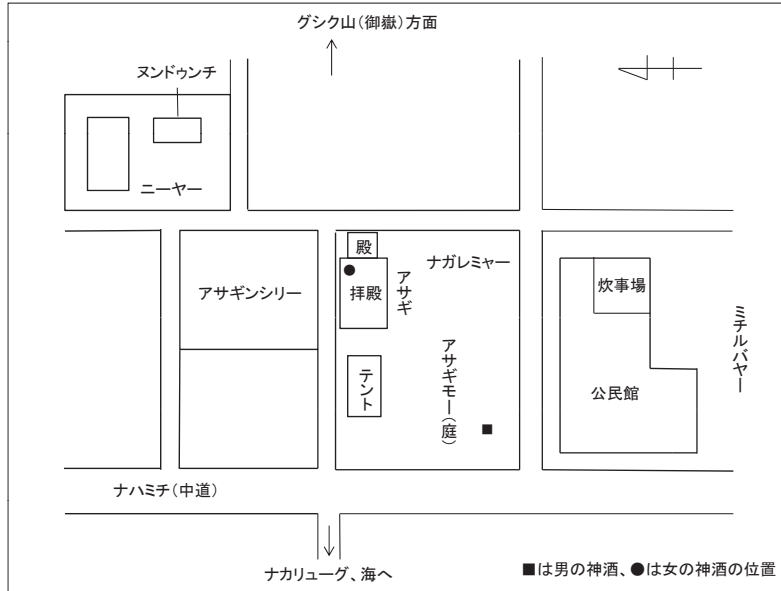 グシク山(御嶽)方面
ヌンドゥンチ
ニーヤー
殿
ナガレミャー
アサギンシリー
拝殿
アサギ
炊事場
ミチルバヤー
テント
アサギモー(庭)
公民館
ナハミチ(中道)
ナカリューグ、海へ
■は男の神酒、●は女の神酒の位置